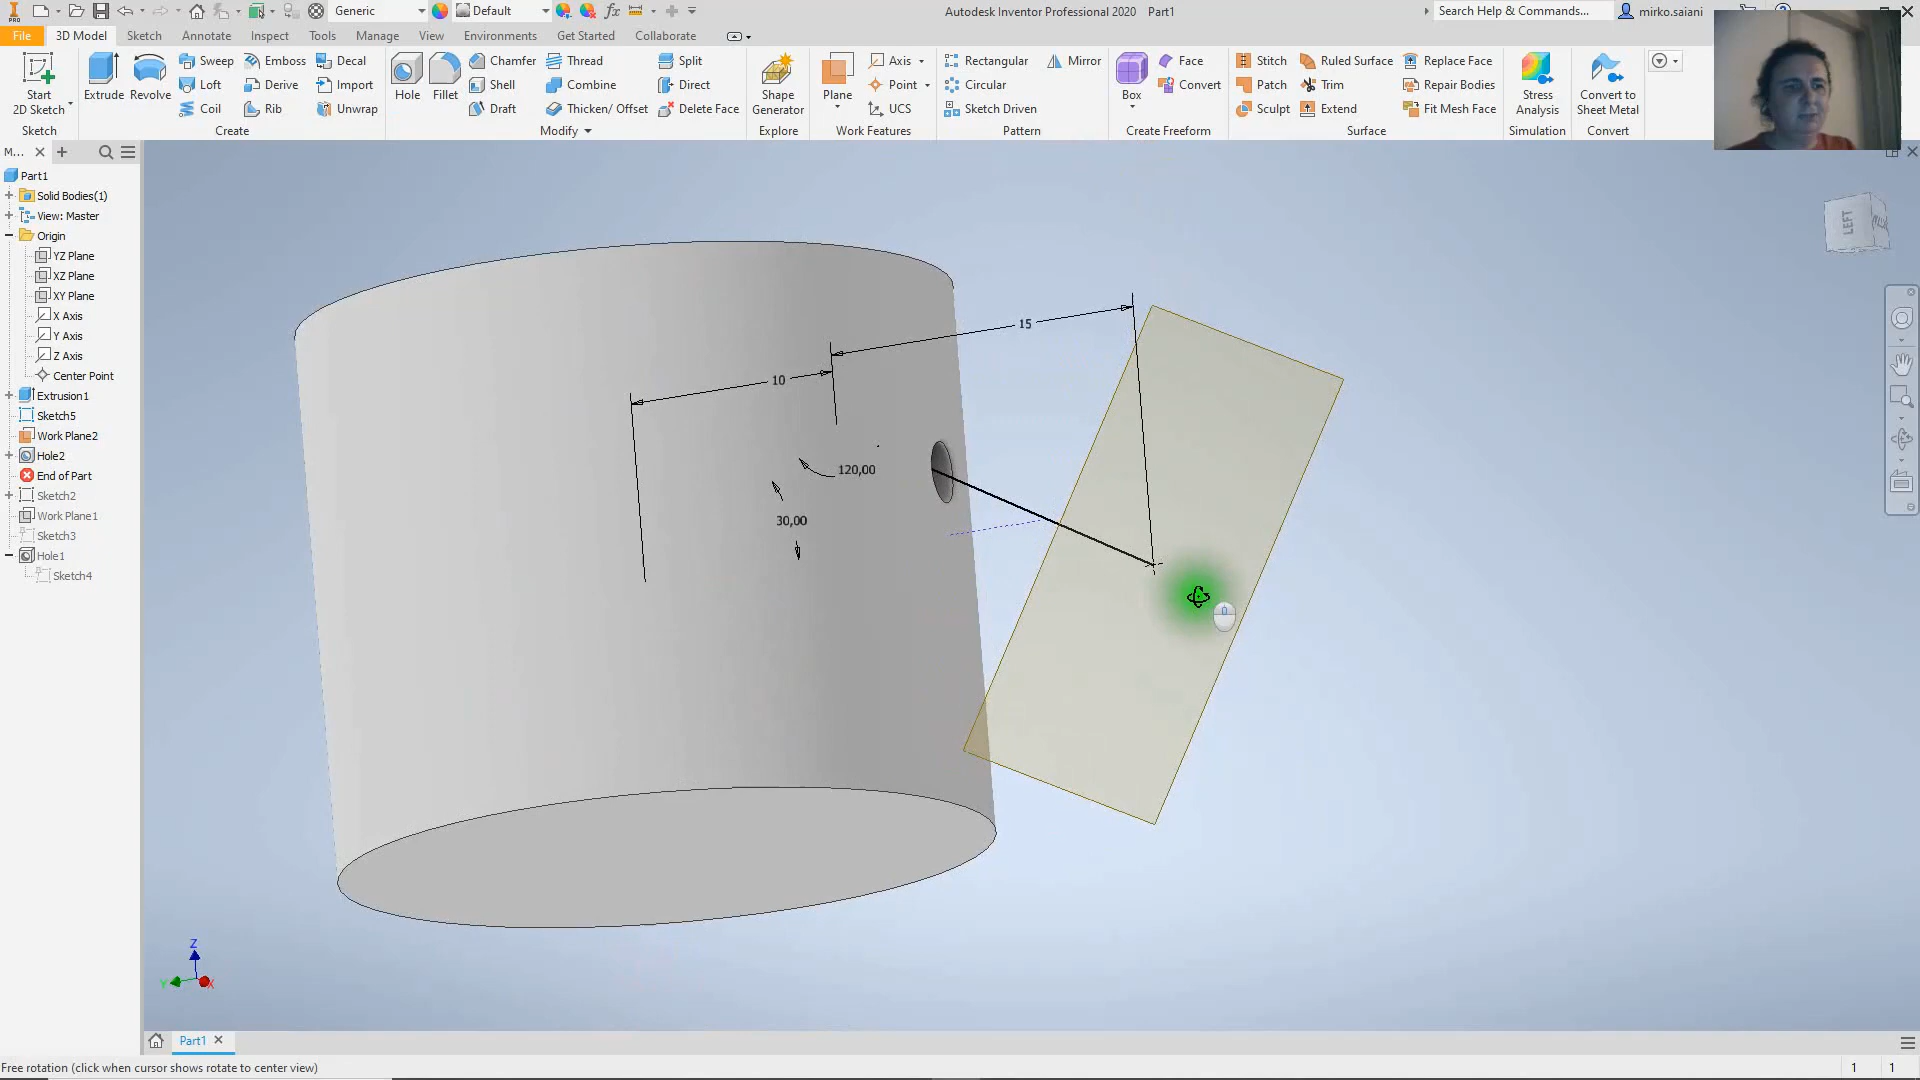 Generic
Default
Autodesk Inventor Professional 2020 Part1
Search Help & Commands...
mirko.saiani
File
3D Model
Sketch
Annotate
Inspect
Tools
Manage
View
Environments
Get Started
Collaborate
Start
2D Sketch
Sketch
Extrude
Revolve
Sweep
Loft
Coil
Emboss
Derive
Rib
Decal
Import
Unwrap
Create
Hole
Fillet
Chamfer
Shell
Draft
Thread
Combine
Thicken/ Offset
Split
Direct
Delete Face
Modify
Shape
Generator
Explore
Plane
Axis
Point
UCS
Work Features
Rectangular
Circular
Sketch Driven
Mirror
Pattern
Box
Face
Convert
Create Freeform
Stitch
Patch
Sculpt
Ruled Surface
Trim
Extend
Replace Face
Repair Bodies
Fit Mesh Face
Surface
Stress
Analysis
Simulation
Convert to
Sheet Metal
Convert
M...
Part1
Solid Bodies(1)
View: Master
Origin
YZ Plane
XZ Plane
XY Plane
X Axis
Y Axis
Z Axis
Center Point
Extrusion1
Sketch5
Work Plane2
Hole2
End of Part
Sketch2
Work Plane1
Sketch3
Hole1
Sketch4
LEFT
15
10
120,00
30,00
Z
Y
X
Part1
Free rotation (click when cursor shows rotate to center view)
1 1